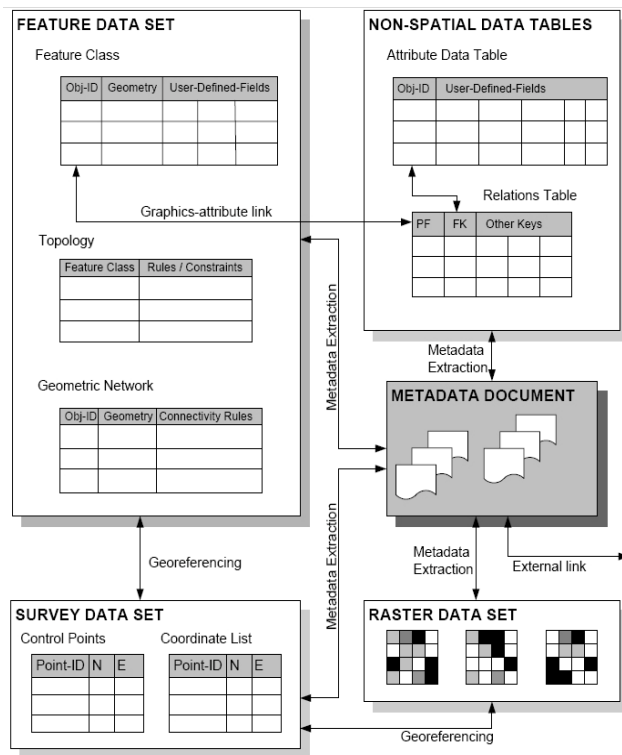 FEATURE DATA SET
Feature Class
Obj-ID Geometry User-Defined-Fields
Graphics-attribute link
Topology
Feature Class Rules / Constraints
Geometric Network
Obj-ID Geometry Connectivity Rules
NON-SPATIAL DATA TABLES
Attribute Data Table
Obj-ID User-Defined-Fields
Relations Table
PF FK Other Keys
Metadata Extraction
Metadata
Extraction
METADATA DOCUMENT
Metadata Extraction
Georeferencing
Metadata
Extraction
External link
SURVEY DATA SET
Control Points
Point-ID N E
Coordinate List
Point-ID N E
RASTER DATA SET
Georeferencing